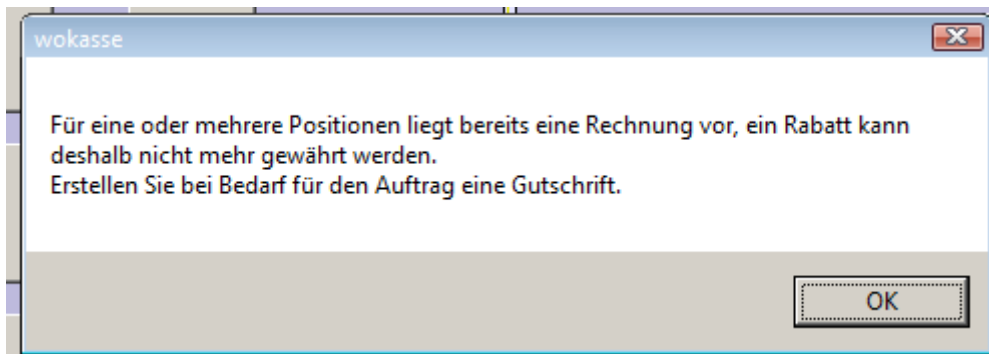 wokasse
Für eine oder mehrere Positionen liegt bereits eine Rechnung vor, ein Rabatt kann
deshalb nicht mehr gewährt werden.
Erstellen Sie bei Bedarf für den Auftrag eine Gutschrift.
OK